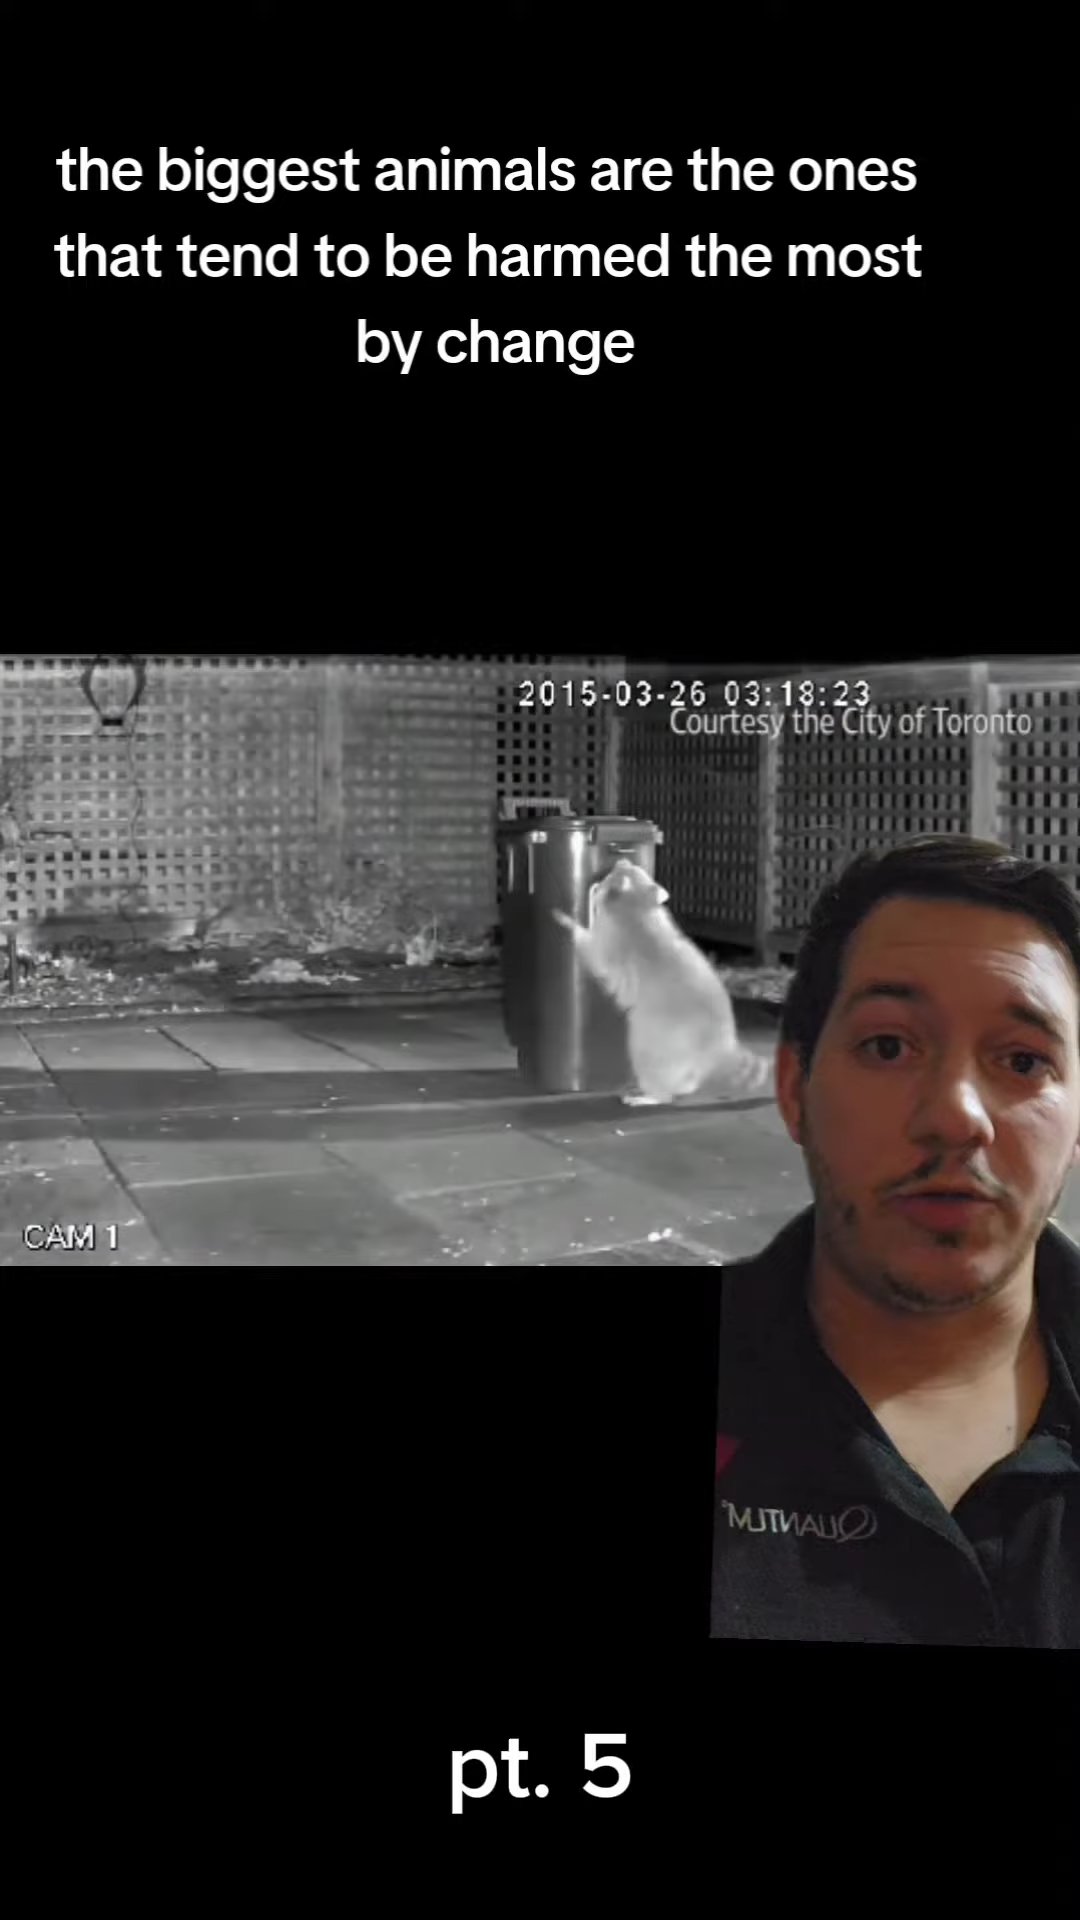 the biggest animals are the ones
that tend to be harmed the most
by change
2015-03-26 03:18:23
Courtesy the City of Toronto
CAM 1
QUANTUM
pt. 5